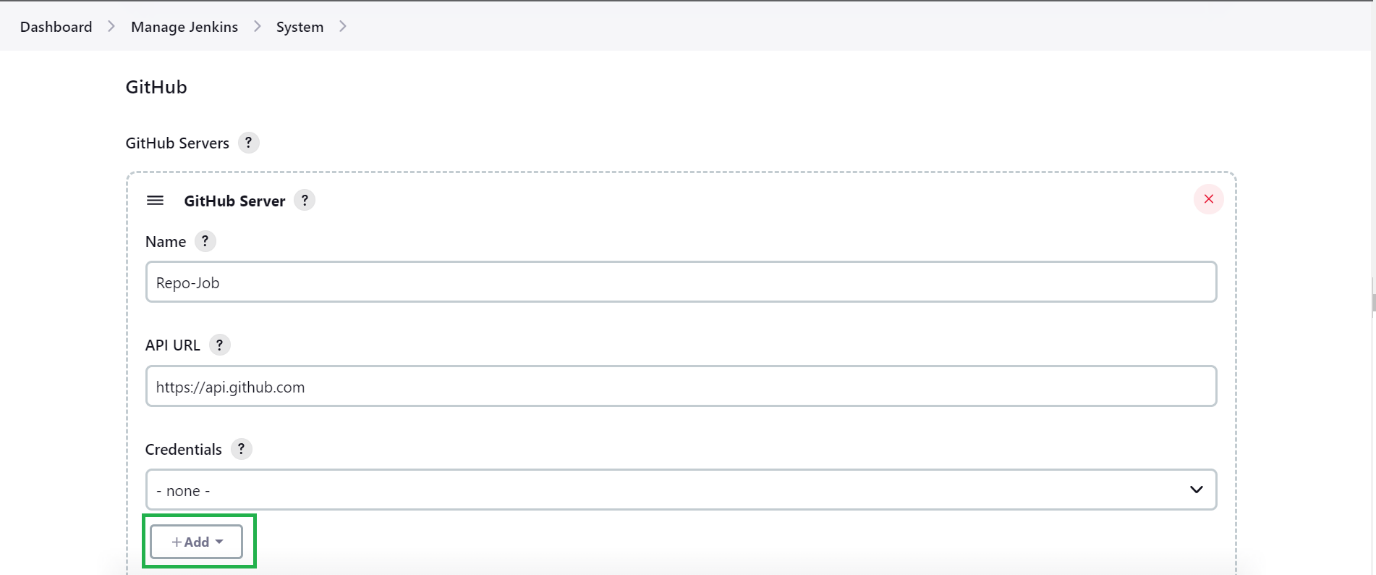 Dashboard > Manage Jenkins > System >
GitHub
GitHub Servers ?
GitHub Server ?
Name ?
Repo-Job
API URL ?
https://api.github.com
Credentials ?
- none -
+ Add